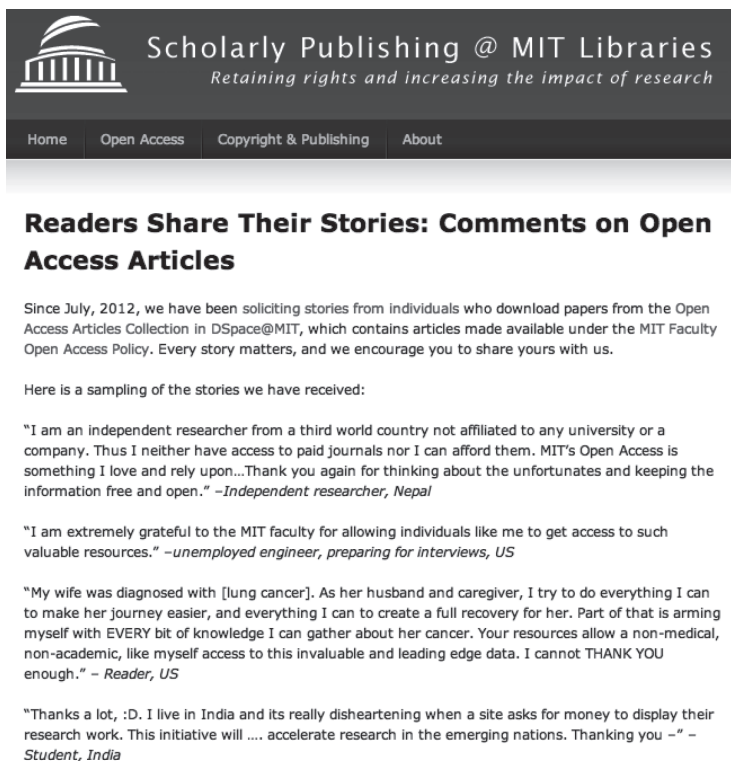 Scholarly Publishing @ MIT Libraries
Retaining rights and increasing the impact of research
Home Open Access Copyright & Publishing About
Readers Share Their Stories: Comments on Open
Access Articles
Since July, 2012, we have been soliciting stories from individuals who download papers from the Open
Access Articles Collection in DSpace@MIT, which contains articles made available under the MIT Faculty
Open Access Policy. Every story matters, and we encourage you to share yours with us.
Here is a sampling of the stories we have received:
“I am an independent researcher from a third world country not affiliated to any university or a
company. Thus I neither have access to paid journals nor I can afford them. MIT’s Open Access is
something I love and rely upon…Thank you again for thinking about the unfortunates and keeping the
information free and open.” –Independent researcher, Nepal
“I am extremely grateful to the MIT faculty for allowing individuals like me to get access to such
valuable resources.” –unemployed engineer, preparing for interviews, US
“My wife was diagnosed with [lung cancer]. As her husband and caregiver, I try to do everything I can
to make her journey easier, and everything I can to create a full recovery for her. Part of that is arming
myself with EVERY bit of knowledge I can gather about her cancer. Your resources allow a non-medical,
non-academic, like myself access to this invaluable and leading edge data. I cannot THANK YOU
enough.” – Reader, US
“Thanks a lot, :D. I live in India and its really disheartening when a site asks for money to display their
research work. This initiative will …. accelerate research in the emerging nations. Thanking you –” –
Student, India